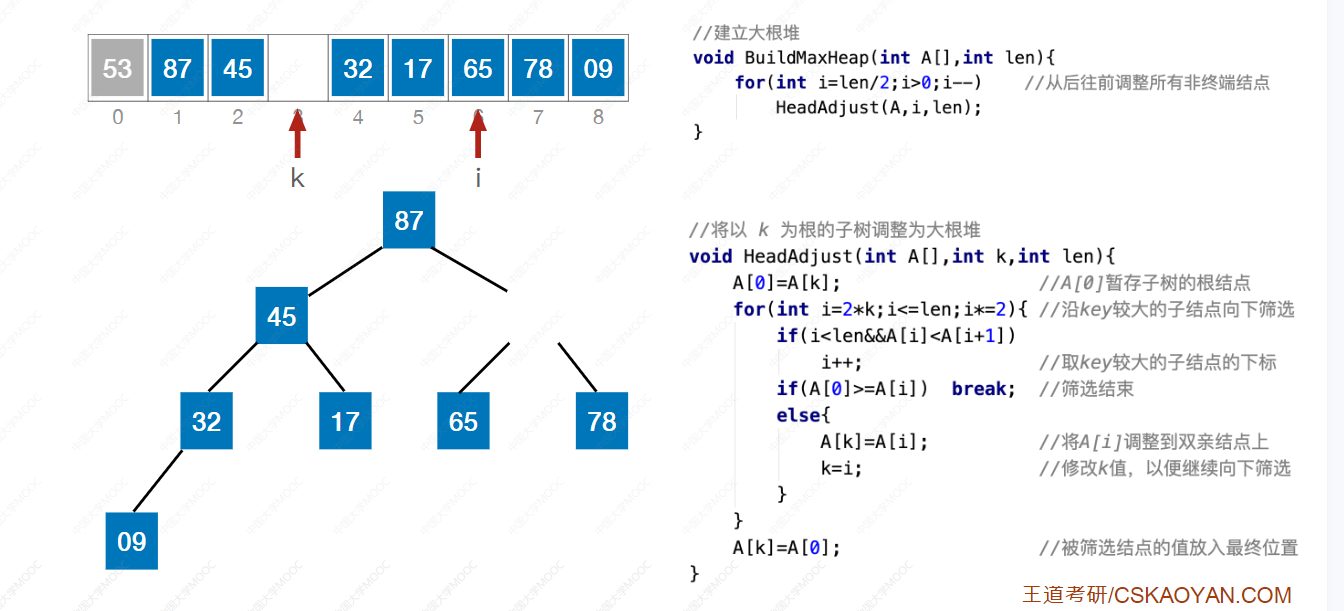 53 87 45 32 17 65 78 09
0 1 2 3 4 5 6 7 8
k i
87
45
32 17 65 78
09
//建立大根堆
void BuildMaxHeap(int A[],int len){
for(int i=len/2;i>0;i--) //从后往前调整所有非终端结点
HeadAdjust(A,i,len);
}
//将以 k 为根的子树调整为大根堆
void HeadAdjust(int A[],int k,int len){
A[0]=A[k]; //A[0]暂存子树的根结点
for(int i=2*k;i<=len;i*=2){ //沿key较大的子结点向下筛选
if(i<len&&A[i]<A[i+1])
i++; //取key较大的子结点的下标
if(A[0]>=A[i]) break; //筛选结束
else{
A[k]=A[i]; //将A[i]调整到双亲结点上
k=i; //修改k值，以便继续向下筛选
}
}
A[k]=A[0]; //被筛选结点的值放入最终位置
}
王道考研/CSKAOYAN.COM